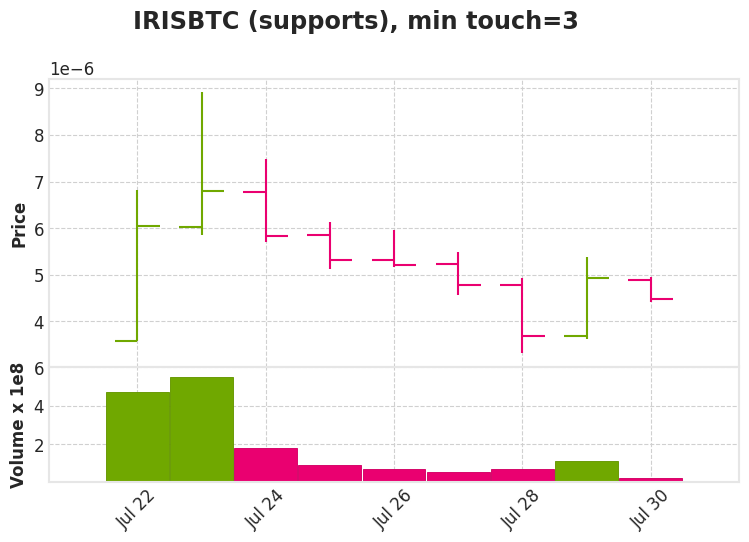 IRISBTC (supports), min touch=3
1e−6
9
8
7
6
5
4
Price
6
4
2
Volume x 1e8
Jul 22
Jul 24
Jul 26
Jul 28
Jul 30